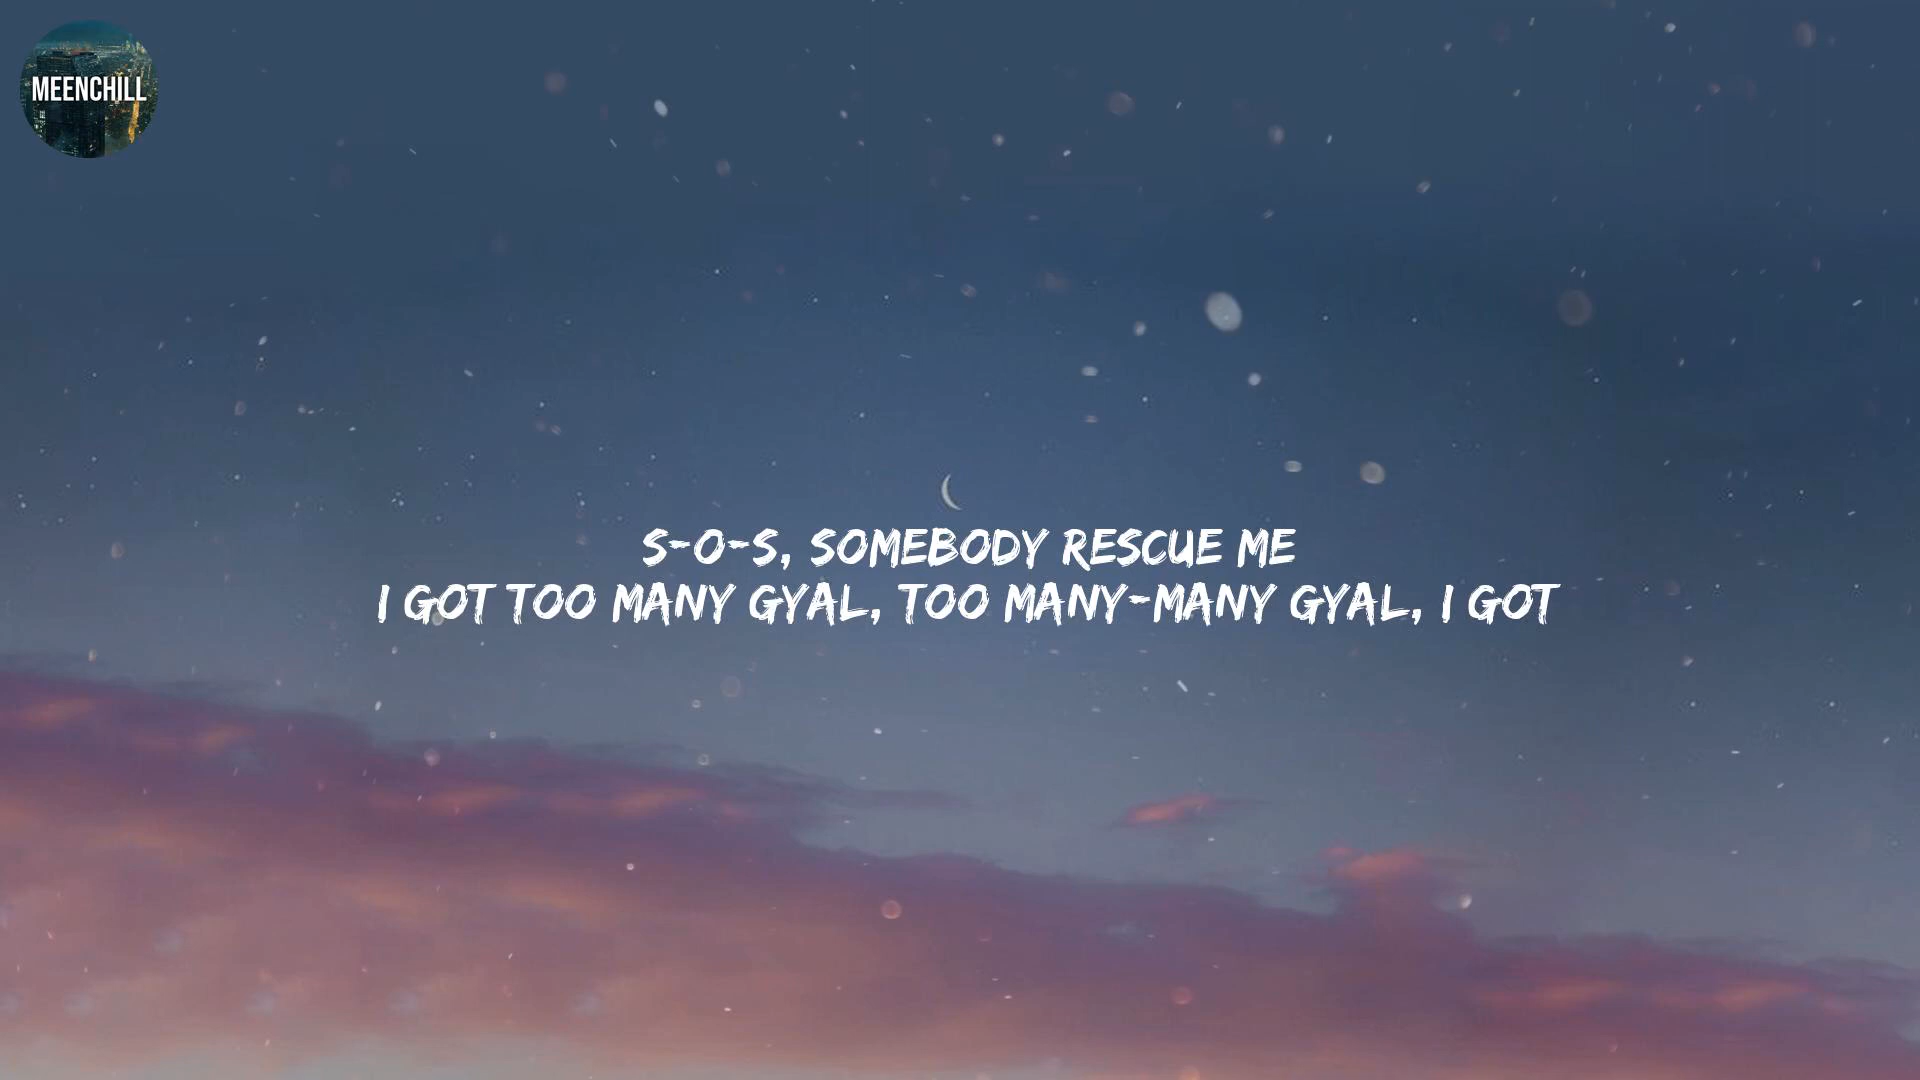 MEENCHILL
S-O-S, SOMEBODY RESCUE ME
I GOT TOO MANY GYAL, TOO MANY-MANY GYAL, I GOT